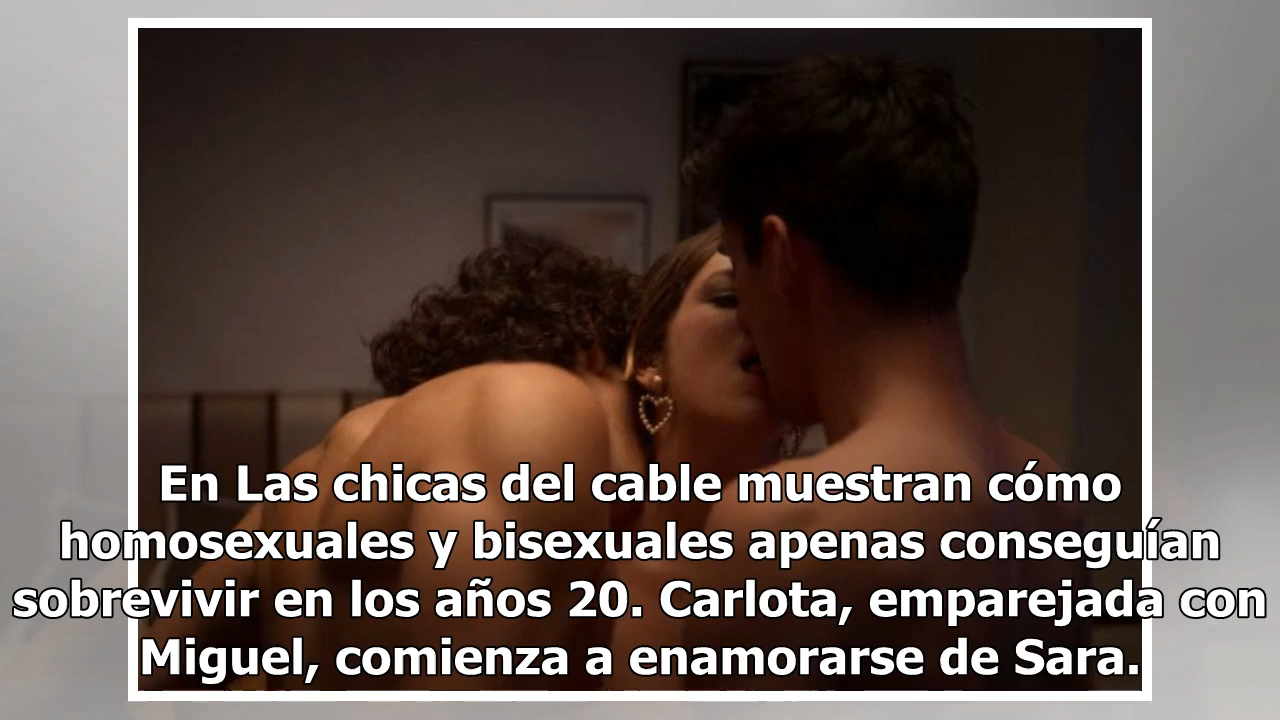 En Las chicas del cable muestran cómo
homosexuales y bisexuales apenas conseguían
sobrevivir en los años 20. Carlota, emparejada con
Miguel, comienza a enamorarse de Sara.